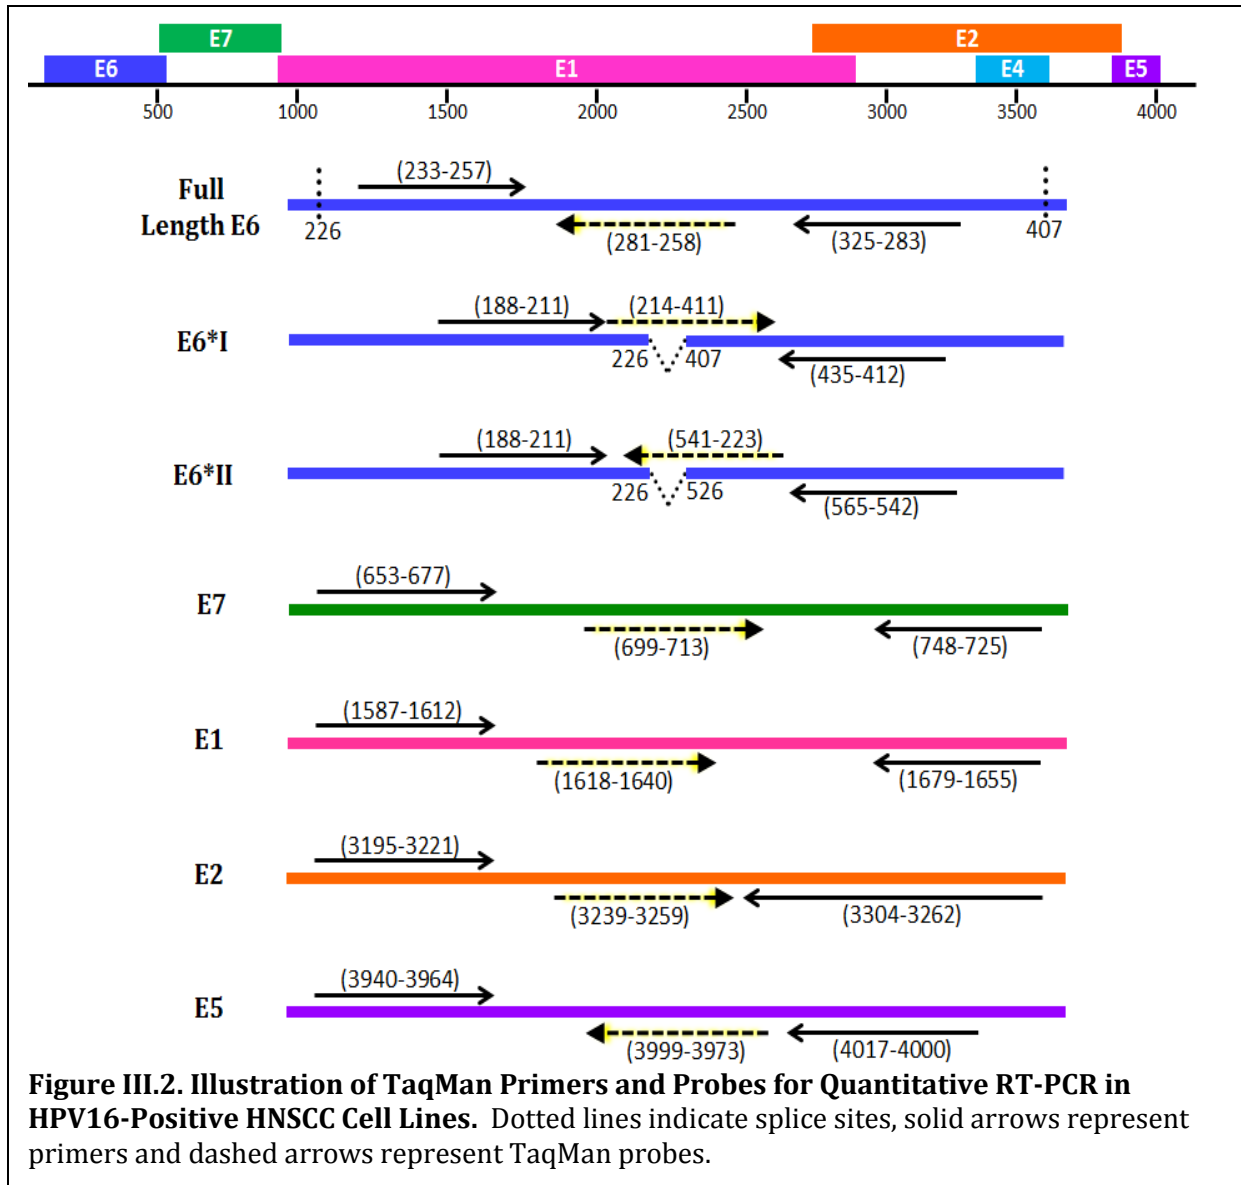 E7 E2
E6 E1 E4 E5
500 1000 1500 2000 2500 3000 3500 4000
(233-257)
Full
Length E6
226 407
(281-258) (325-283)
(188-211) (214-411)
E6*I
226 407
(435-412)
(188-211) (541-223)
E6*II
226 526
(565-542)
(653-677)
E7
(699-713) (748-725)
(1587-1612)
E1
(1618-1640) (1679-1655)
(3195-3221)
E2
(3239-3259) (3304-3262)
(3940-3964)
E5
(3999-3973) (4017-4000)
Figure III.2. Illustration of TaqMan Primers and Probes for Quantitative RT-PCR in
HPV16-Positive HNSCC Cell Lines. Dotted lines indicate splice sites, solid arrows represent
primers and dashed arrows represent TaqMan probes.